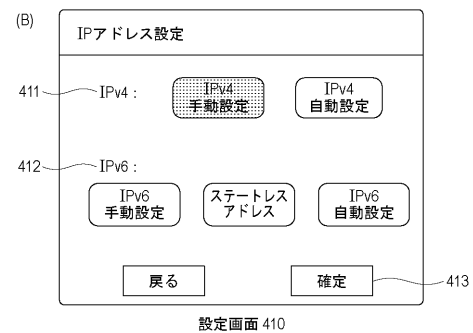 (B)
IPアドレス設定
411 IPv4：
IPv4 IPv4
手動設定 自動設定
412 IPv6：
IPv6 ステートレス IPv6
手動設定 アドレス 自動設定
戻る 確定 413
設定画面 410